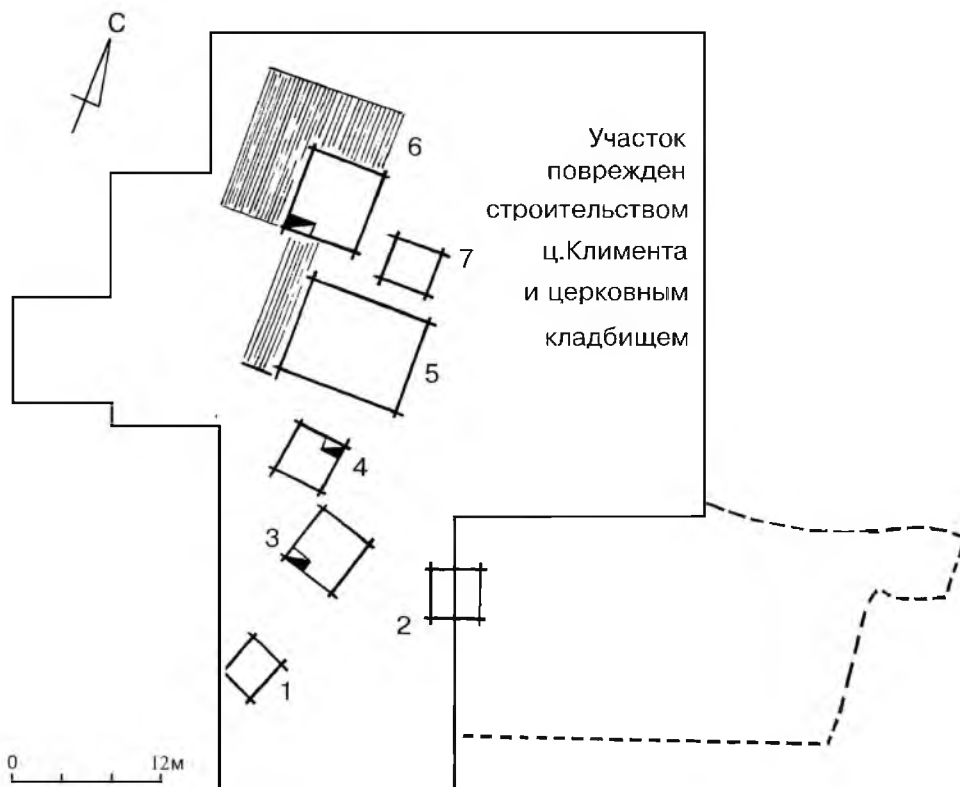 С
6
Участок
поврежден
строительством
7
ц.Климента
и церковным
кладбищем
5
4
3
2
1
0 12м